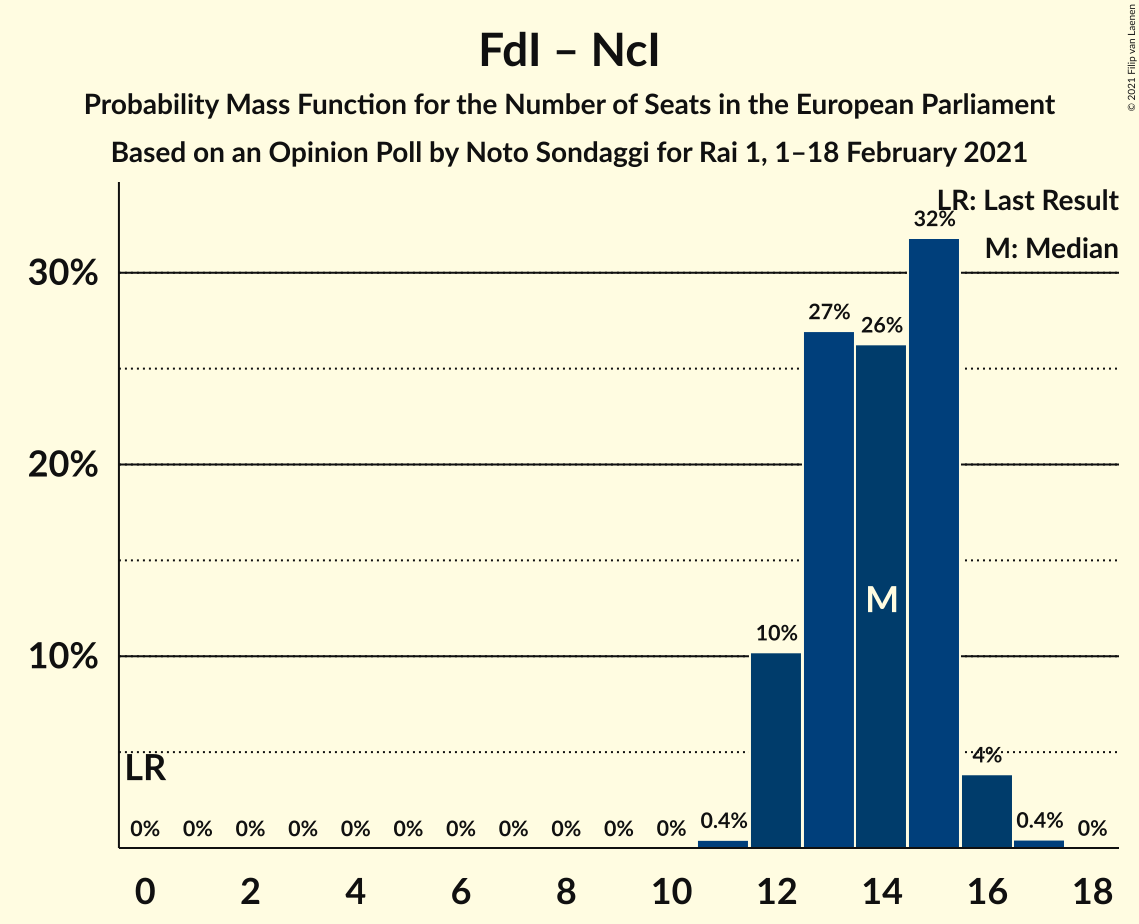 FdI – NcI
Probability Mass Function for the Number of Seats in the European Parliament
Based on an Opinion Poll by Noto Sondaggi for Rai 1, 1–18 February 2021
© 2021 Filip van Laenen
LR: Last Result
M: Median
30%
20%
10%
LR
M
0% 0% 0% 0% 0% 0% 0% 0% 0% 0% 0% 0.4% 10% 27% 26% 32% 4% 0.4% 0%
0 2 4 6 8 10 12 14 16 18